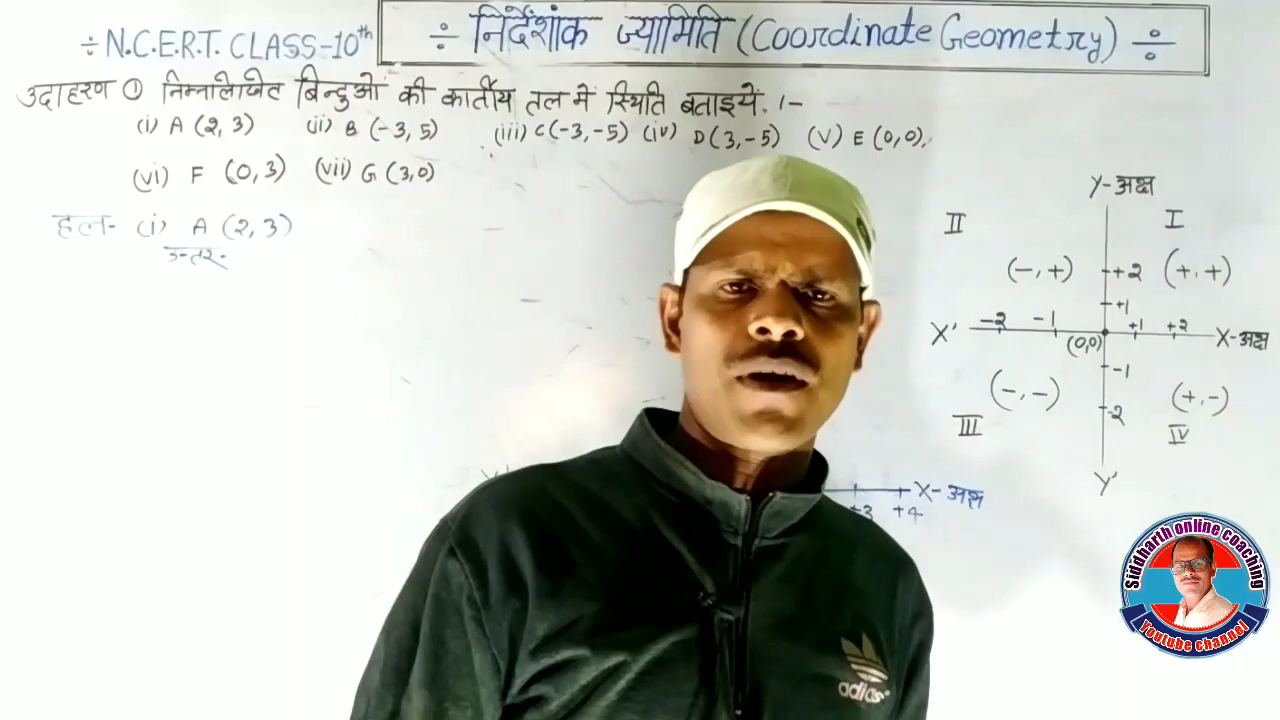 ÷ N.C.E.R.T. CLASS-10th
÷ निर्देशांक ज्यामिति (Coordinate Geometry) ÷
उदाहरण ① निम्नलिखित बिन्दुओं की कार्तीय तल में स्थिति बताइयें. :-
(i) A (2, 3) (ii) B (-3, 5) (iii) C (-3, -5) (iv) D (3, -5) (V) E (0, 0).
(vi) F (0, 3) (vii) G (3, 0)
हल- (i) A (2, 3)
उत्तर-
Y-अक्ष
II I
(-, +) +2 (+, +)
+1
X' -2 -1 (0,0) +1 +2 X-अक्ष
-1
(-, -) -2 (+, -)
III IV
Y'
X-अक्ष
+3 +4
adidas
Siddharth online coaching
Youtube channel